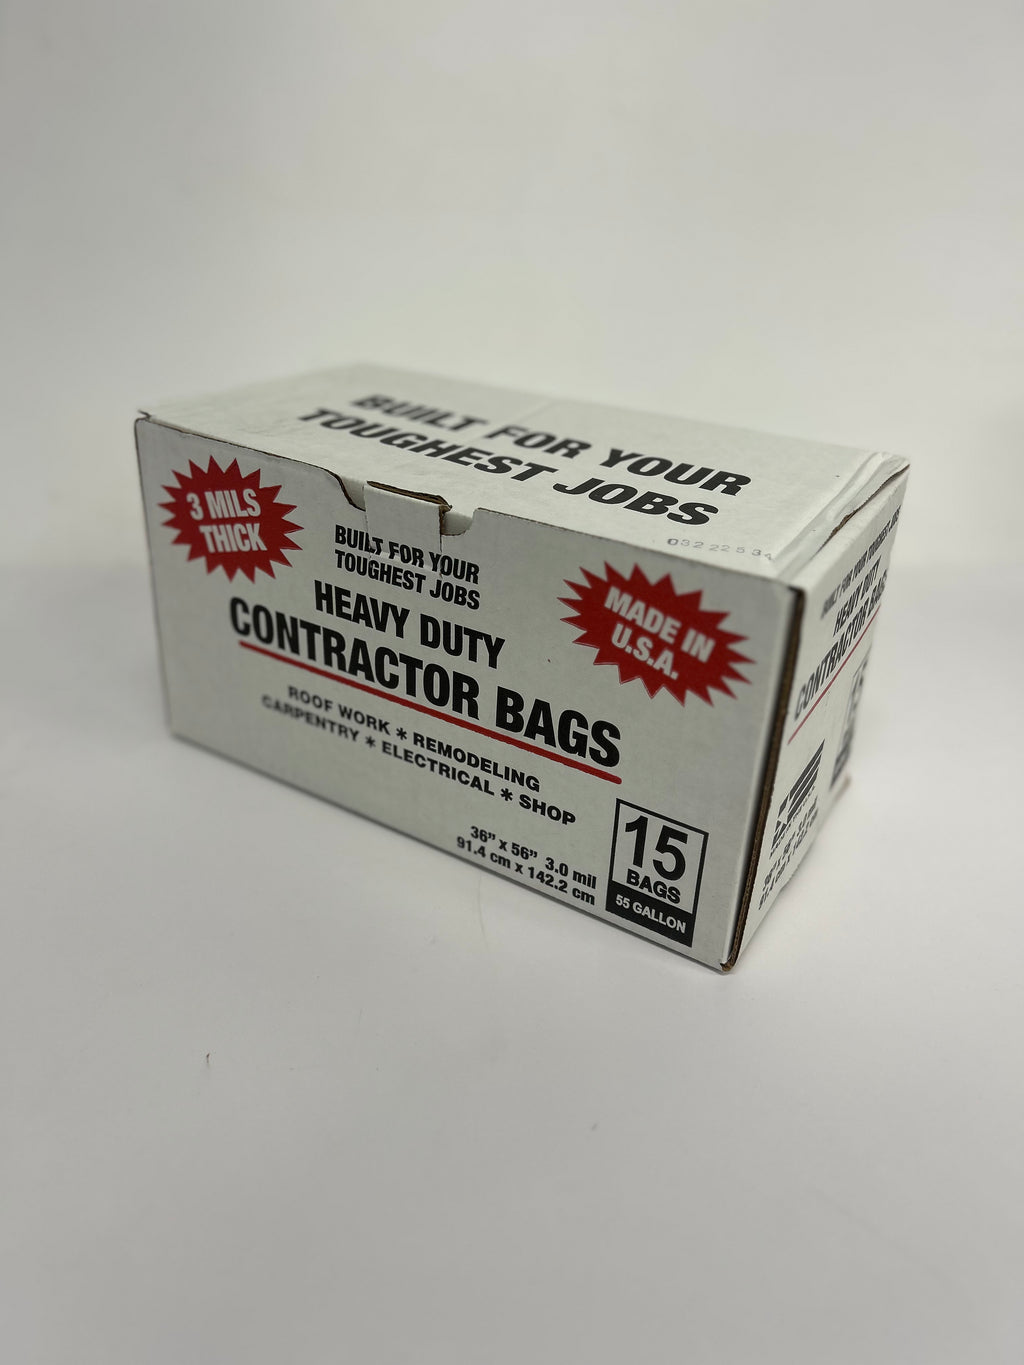 BUILT FOR YOUR
TOUGHEST JOBS
3 MILS
THICK
BUILT FOR YOUR
TOUGHEST JOBS
HEAVY DUTY
CONTRACTOR BAGS
ROOF WORK * REMODELING
CARPENTRY * ELECTRICAL * SHOP
36" x 56" 3.0 mil
91.4 cm x 142.2 cm
MADE IN
U.S.A.
15
BAGS
55 GALLON
BUILT FOR YOUR TOUGHEST JOBS
HEAVY DUTY
CONTRACTOR BAGS